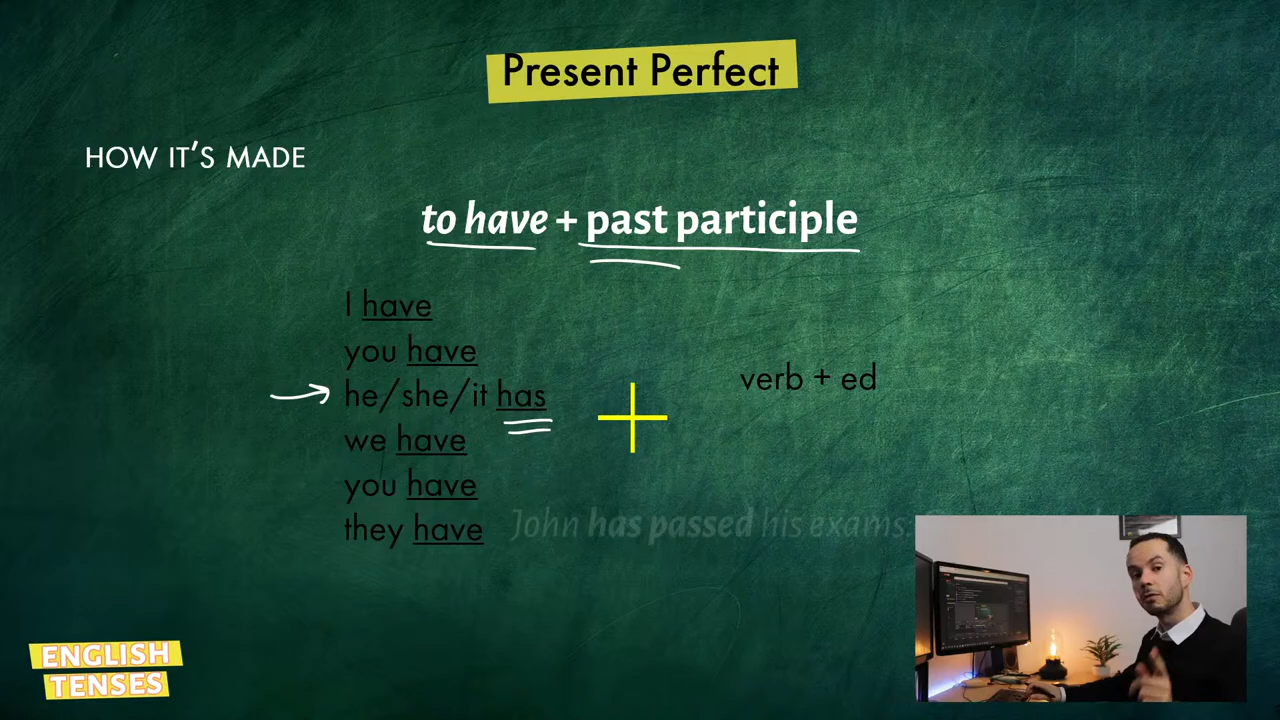 Present Perfect
HOW IT'S MADE
to have + past participle
I have
you have
he/she/it has
verb + ed
we have
you have
they have
John has passed his exams.
ENGLISH
TENSES